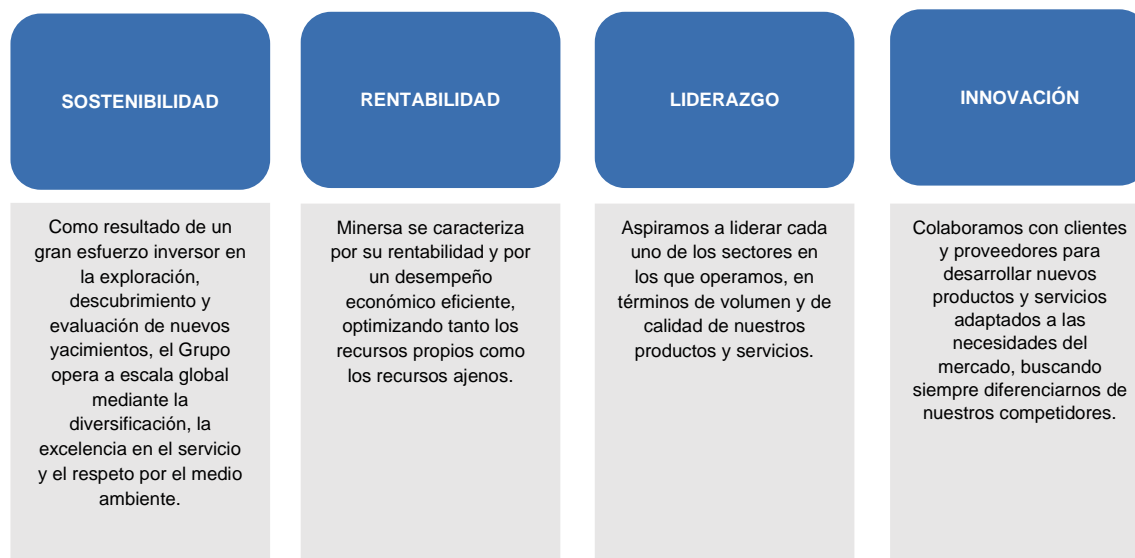 SOSTENIBILIDAD
Como resultado de un
gran esfuerzo inversor en
la exploración,
descubrimiento y
evaluación de nuevos
yacimientos, el Grupo
opera a escala global
mediante la
diversificación, la
excelencia en el servicio
y el respeto por el medio
ambiente.
RENTABILIDAD
Minersa se caracteriza
por su rentabilidad y por
un desempeño
económico eficiente,
optimizando tanto los
recursos propios como
los recursos ajenos.
LIDERAZGO
Aspiramos a liderar cada
uno de los sectores en
los que operamos, en
términos de volumen y de
calidad de nuestros
productos y servicios.
INNOVACIÓN
Colaboramos con clientes
y proveedores para
desarrollar nuevos
productos y servicios
adaptados a las
necesidades del
mercado, buscando
siempre diferenciarnos de
nuestros competidores.